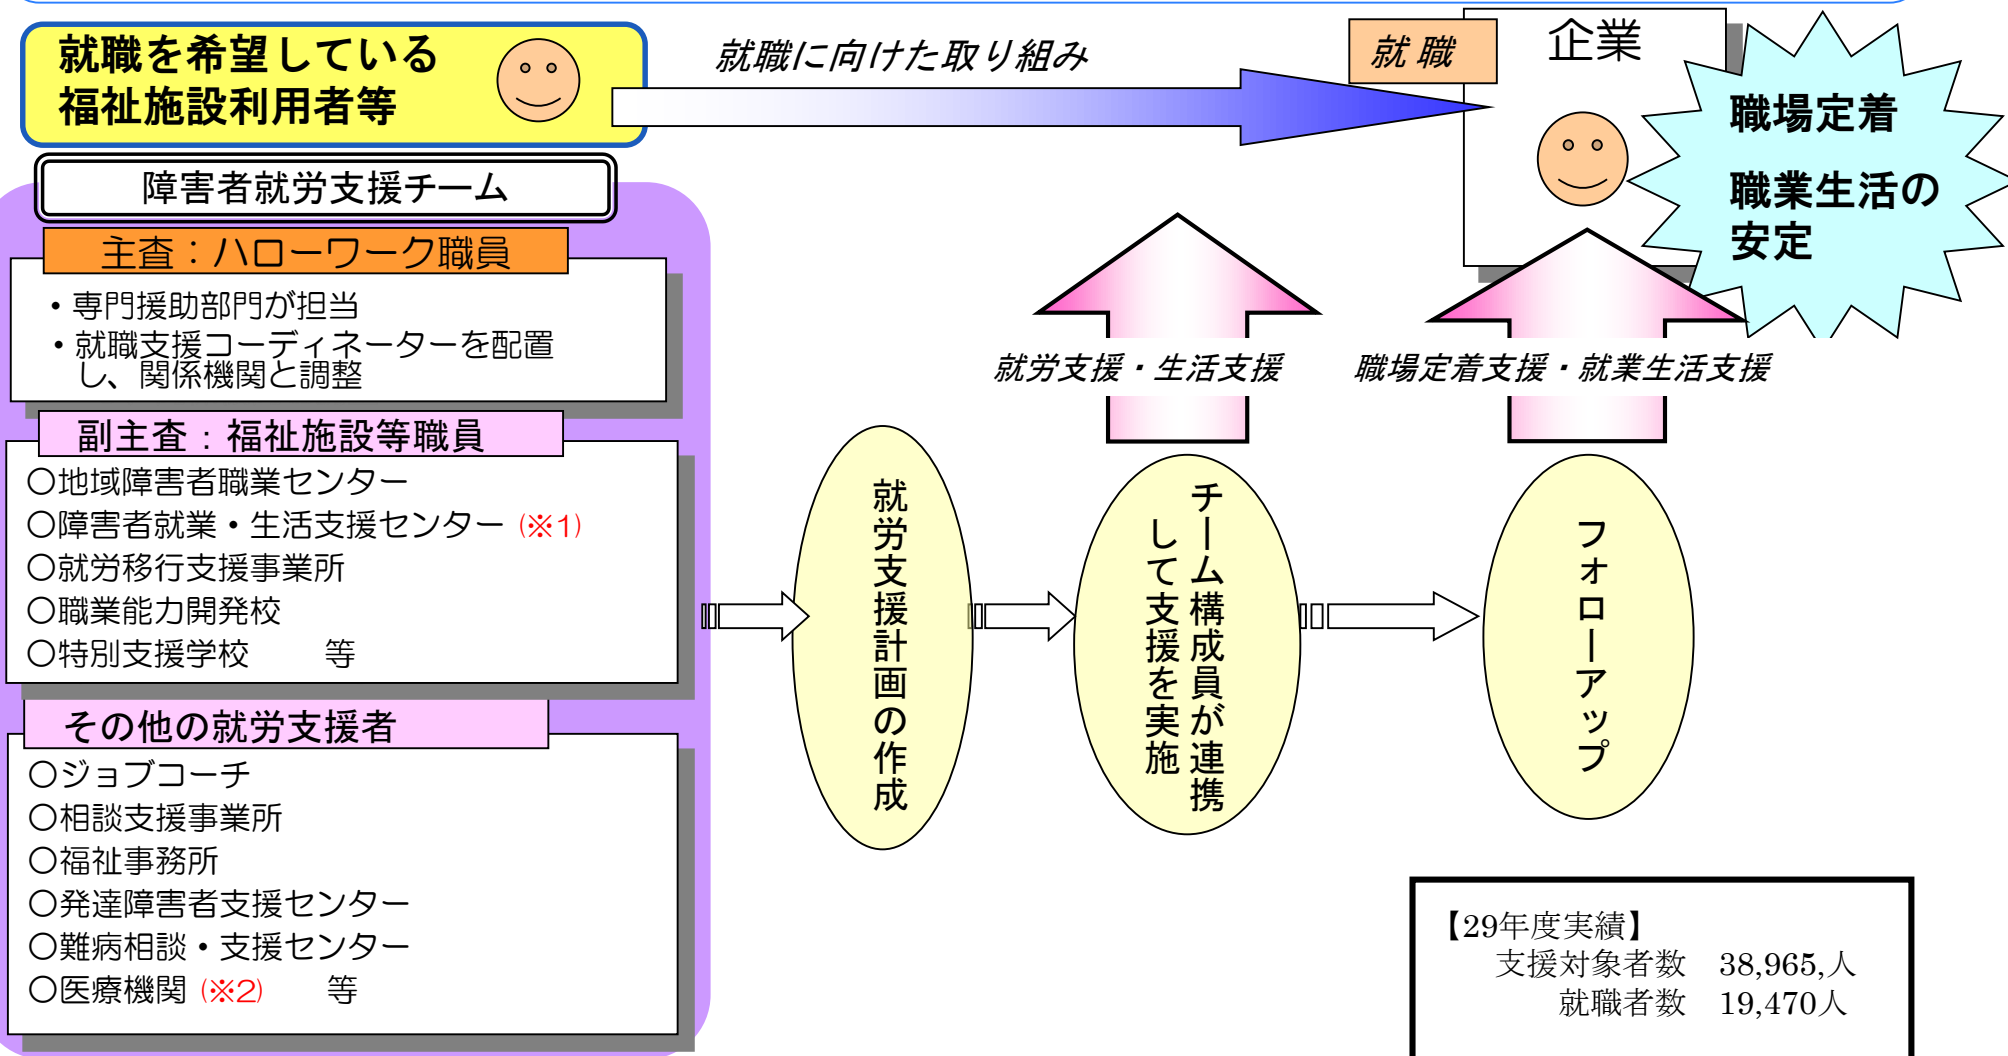 就職を希望している
福祉施設利用者等
就職に向けた取り組み
就 職
企業
職場定着
職業生活の
安定
障害者就労支援チーム
主査：ハローワーク職員
・専門援助部門が担当
・就職支援コーディネーターを配置
し、関係機関と調整
副主査：福祉施設等職員
○地域障害者職業センター
○障害者就業・生活支援センター (※1)
○就労移行支援事業所
○職業能力開発校
○特別支援学校　　等
その他の就労支援者
○ジョブコーチ
○相談支援事業所
○福祉事務所
○発達障害者支援センター
○難病相談・支援センター
○医療機関 (※2)　　等
就労支援・生活支援
職場定着支援・就業生活支援
就労支援計画の作成
チーム構成員が連携
して支援を実施
フォローアップ
【29年度実績】
支援対象者数　38,965,人
就職者数　19,470人